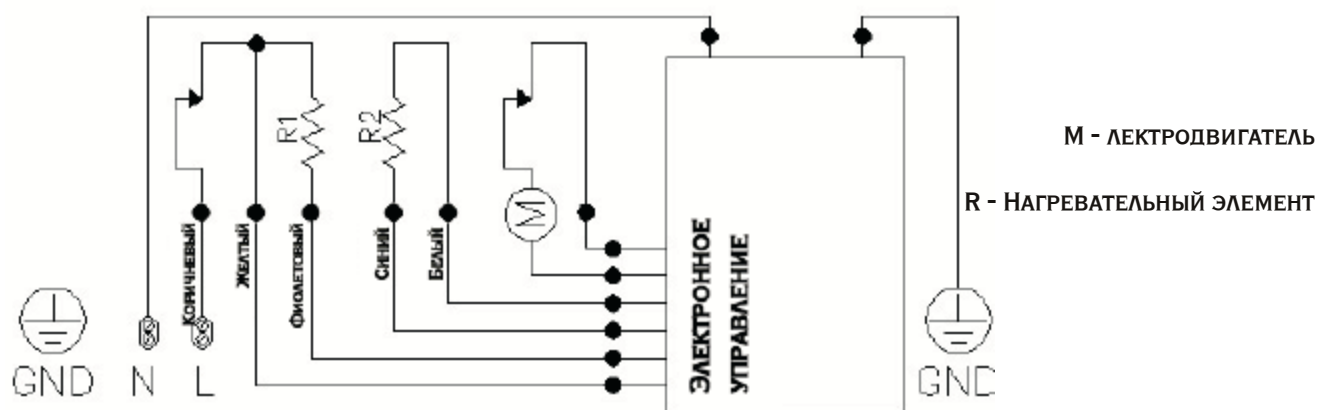 R1
R2
M
М - лектродвигатель
R - Нагревательный элемент
Коричневый
Желтый
Фиолетовый
Синий
Белый
Электронное
управление
GND
N
L
GND